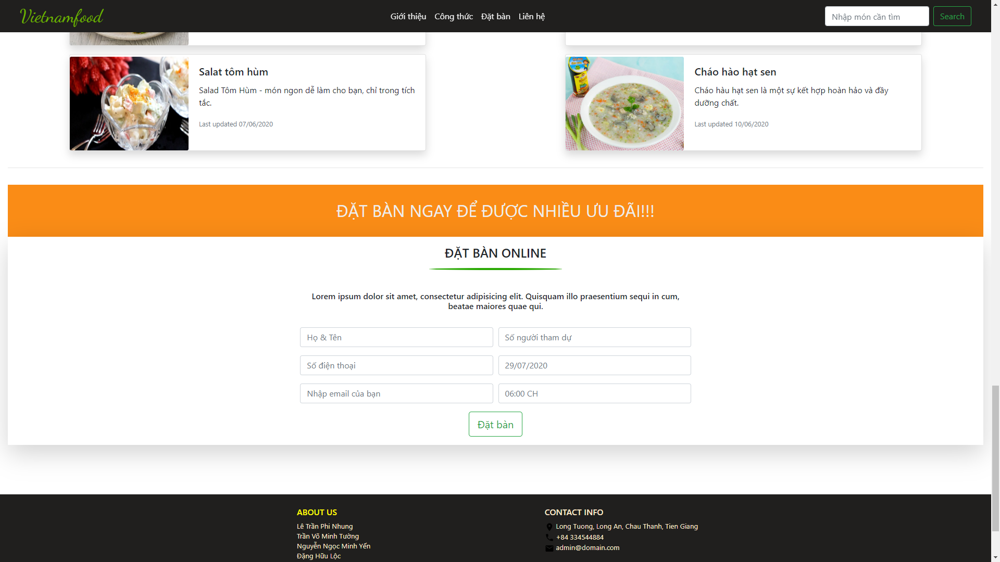 Vietnamfood
Giới thiệu Công thức Đặt bàn Liên hệ
Nhập món cần tìm
Search
Salat tôm hùm
Salad Tôm Hùm - món ngon dễ làm cho bạn, chỉ trong tích
tắc.
Last updated 07/06/2020
Cháo hào hạt sen
Cháo hàu hạt sen là một sự kết hợp hoàn hảo và đầy
dưỡng chất.
Last updated 10/06/2020
ĐẶT BÀN NGAY ĐỂ ĐƯỢC NHIỀU ƯU ĐÃI!!!
ĐẶT BÀN ONLINE
Lorem ipsum dolor sit amet, consectetur adipisicing elit. Quisquam illo praesentium sequi in cum,
beatae maiores quae qui.
Họ & Tên
Số người tham dự
Số điện thoại
29/07/2020
Nhập email của bạn
06:00 CH
Đặt bàn
ABOUT US
Lê Trần Phi Nhung
Trần Võ Minh Tường
Nguyễn Ngọc Minh Yến
Đặng Hữu Lộc
CONTACT INFO
Long Tuong, Long An, Chau Thanh, Tien Giang
+84 334544884
admin@domain.com